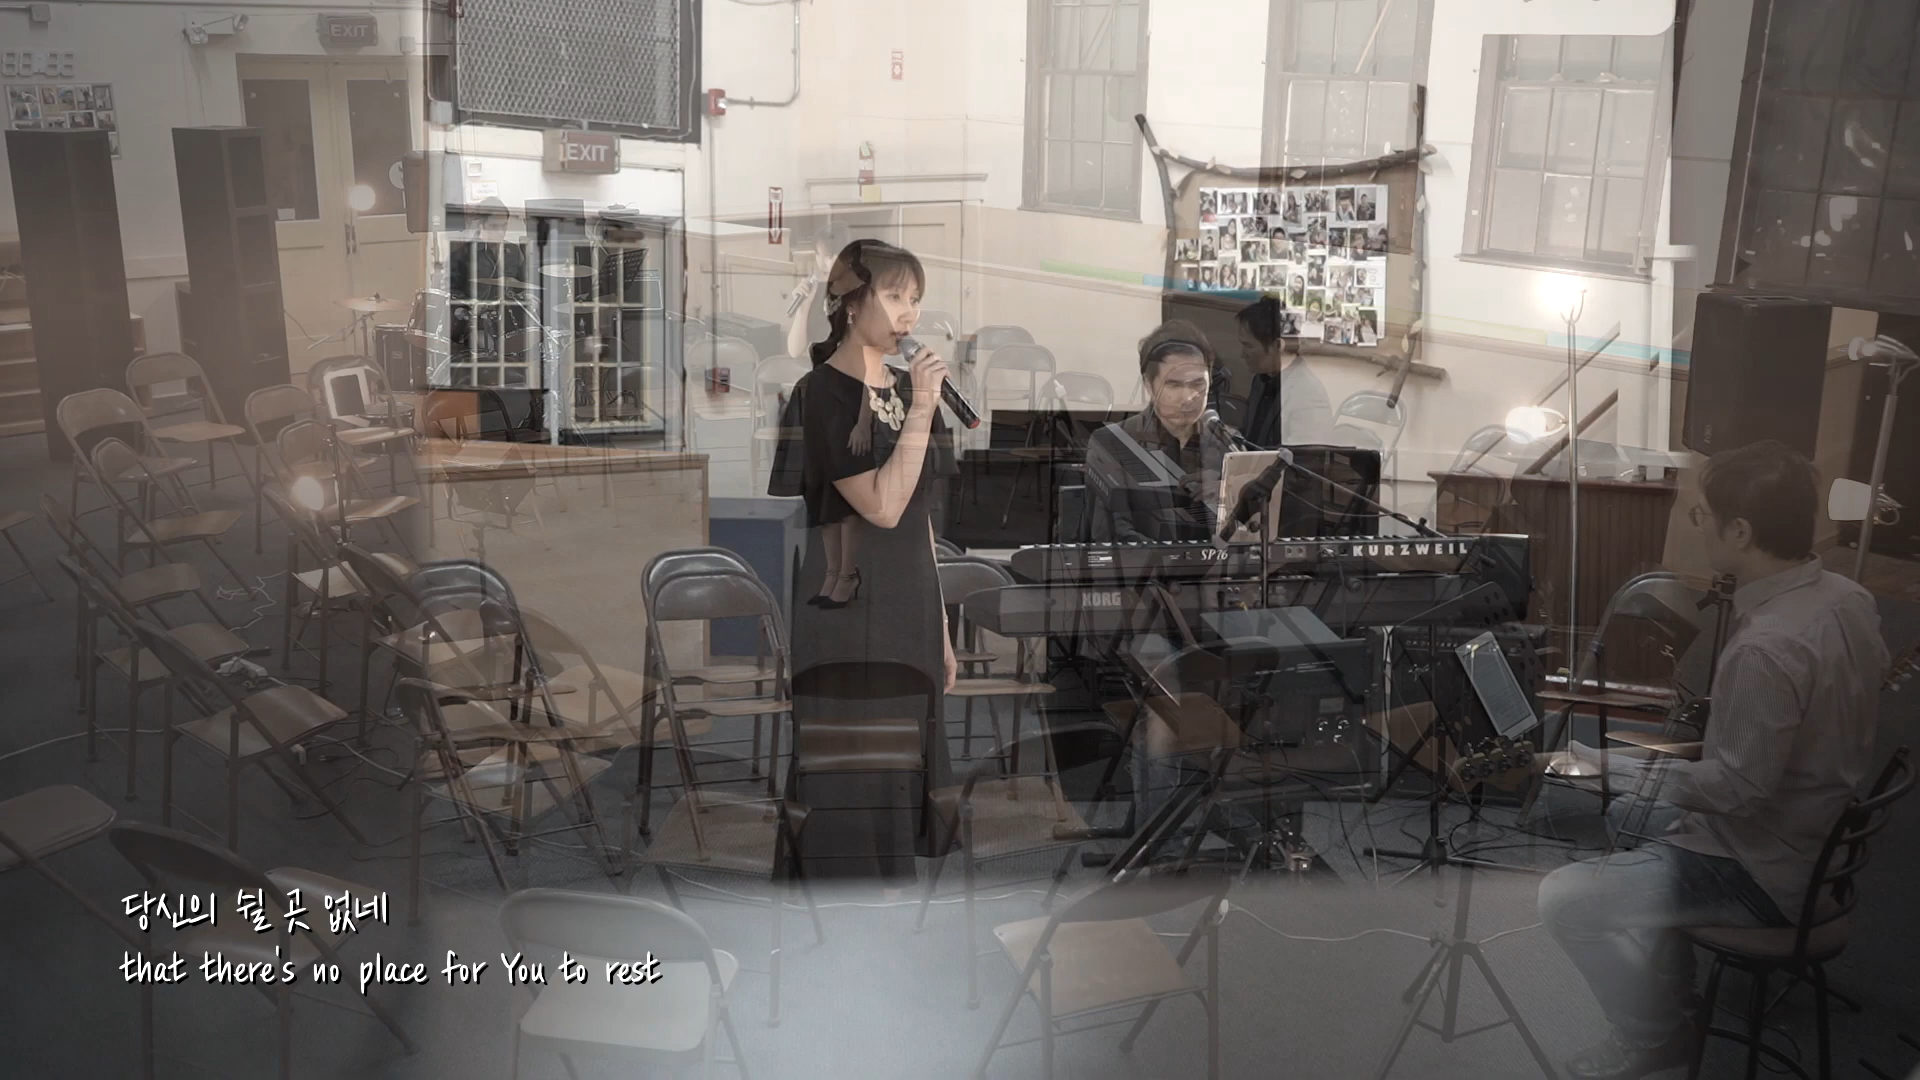 EXIT
EXIT
SP76
KURZWEIL
KORG
당신의 쉴 곳 없네
that there's no place for You to rest